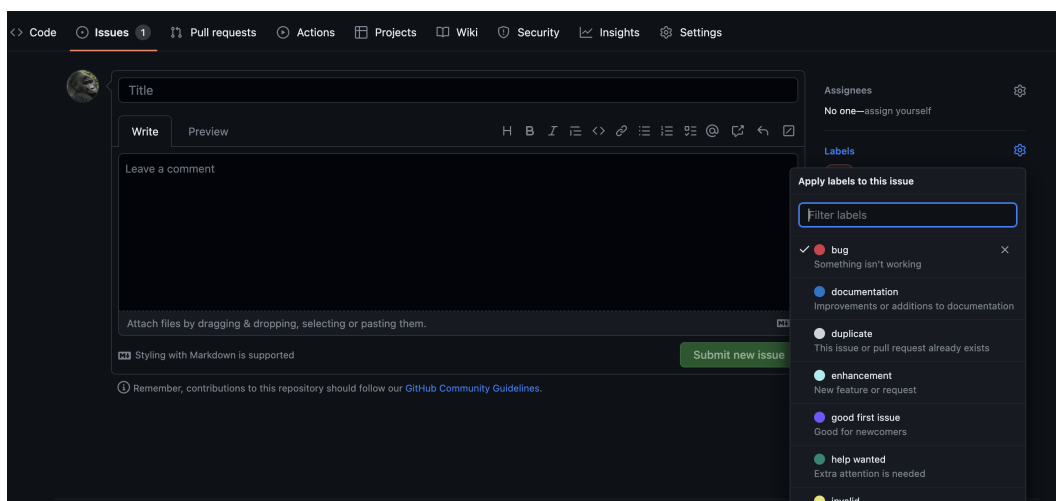 <> Code Issues 1 Pull requests Actions Projects Wiki Security Insights Settings
Title
Write Preview
Leave a comment
Attach files by dragging & dropping, selecting or pasting them.
Styling with Markdown is supported
Submit new issue
Remember, contributions to this repository should follow our GitHub Community Guidelines.
Assignees
No one—assign yourself
Labels
Apply labels to this issue
Filter labels
bug
Something isn't working
documentation
Improvements or additions to documentation
duplicate
This issue or pull request already exists
enhancement
New feature or request
good first issue
Good for newcomers
help wanted
Extra attention is needed
invalid